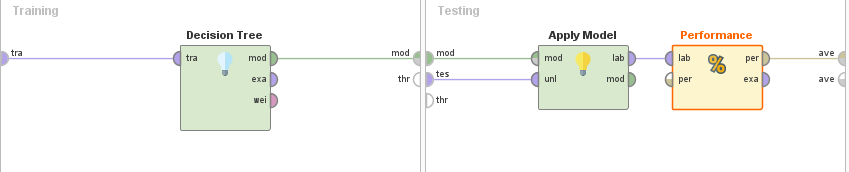 Training
Decision Tree
tra
tra
mod
exa
wei
mod
thr
Testing
Apply Model
Performance
mod
tes
thr
mod
unl
lab
mod
lab
per
%
per
exa
ave
ave